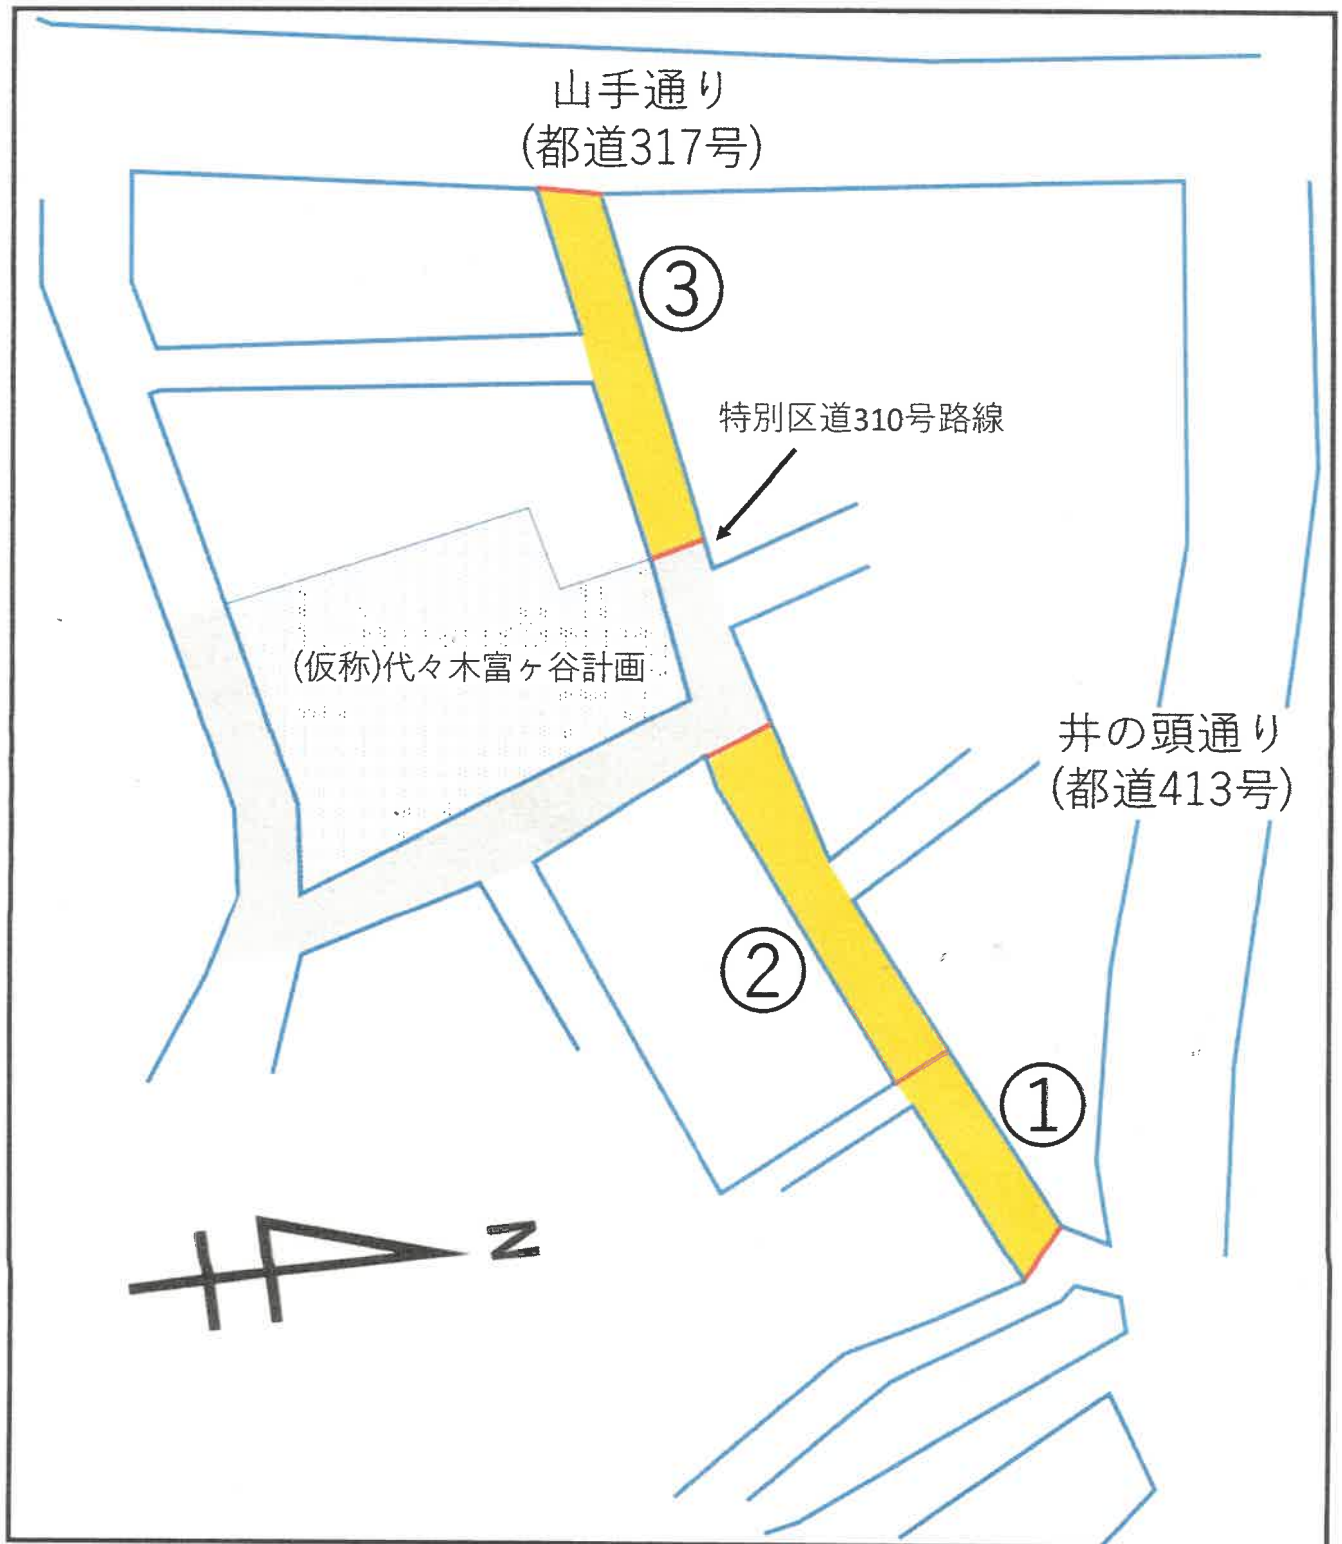 山手通り
(都道317号)
③
特別区道310号路線
(仮称)代々木富ヶ谷計画
井の頭通り
(都道413号)
②
①
N